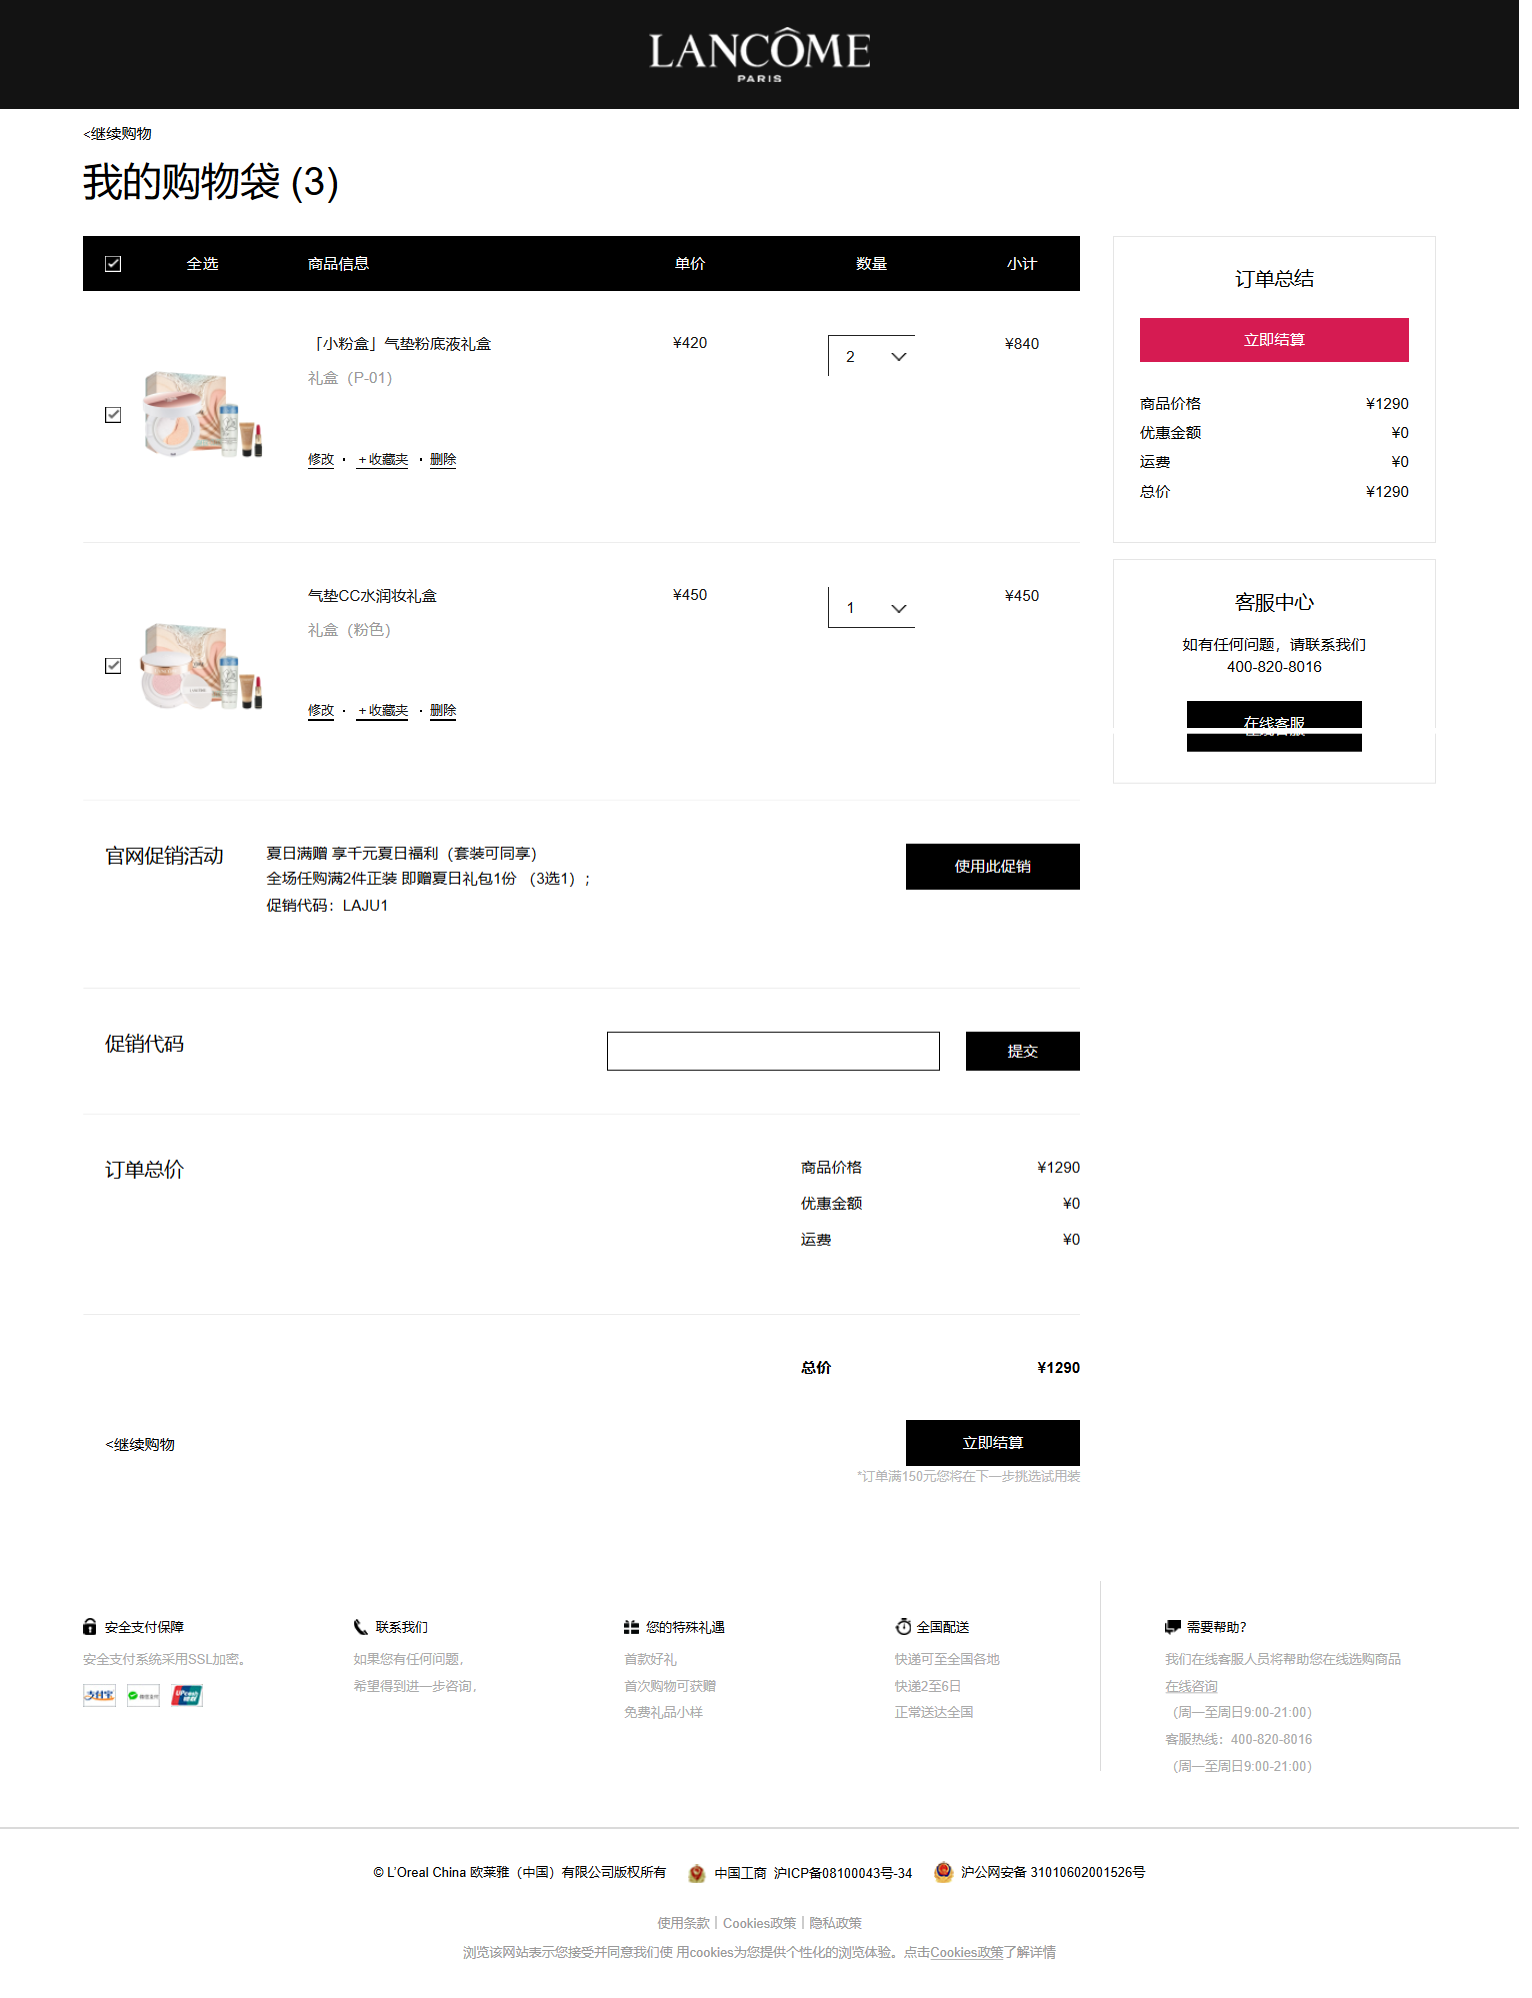 LANCÔME
PARIS
<继续购物
我的购物袋 (3)
全选 商品信息 单价 数量 小计
「小粉盒」气垫粉底液礼盒 ¥420 2 ¥840
礼盒（P-01）
修改 · +收藏夹 · 删除
气垫CC水润妆礼盒 ¥450 1 ¥450
礼盒（粉色）
修改 · +收藏夹 · 删除
订单总结
立即结算
商品价格 ¥1290
优惠金额 ¥0
运费 ¥0
总价 ¥1290
客服中心
如有任何问题，请联系我们
400-820-8016
在线客服
官网促销活动
夏日满赠 享千元夏日福利（套装可同享）
全场任购满2件正装 即赠夏日礼包1份 （3选1）；
促销代码：LAJU1
使用此促销
促销代码
提交
订单总价
商品价格 ¥1290
优惠金额 ¥0
运费 ¥0
总价 ¥1290
<继续购物
立即结算
*订单满150元您将在下一步挑选试用装
安全支付保障
安全支付系统采用SSL加密。
支付宝
联系我们
如果您有任何问题，
希望得到进一步咨询，
您的特殊礼遇
首款好礼
首次购物可获赠
免费礼品小样
全国配送
快递可至全国各地
快递2至6日
正常送达全国
需要帮助?
我们在线客服人员将帮助您在线选购商品
在线咨询
（周一至周日9:00-21:00）
客服热线：400-820-8016
（周一至周日9:00-21:00）
© L'Oreal China 欧莱雅（中国）有限公司版权所有 中国工商 沪ICP备08100043号-34 沪公网安备 31010602001526号
使用条款 | Cookies政策 | 隐私政策
浏览该网站表示您接受并同意我们使 用cookies为您提供个性化的浏览体验。点击Cookies政策了解详情